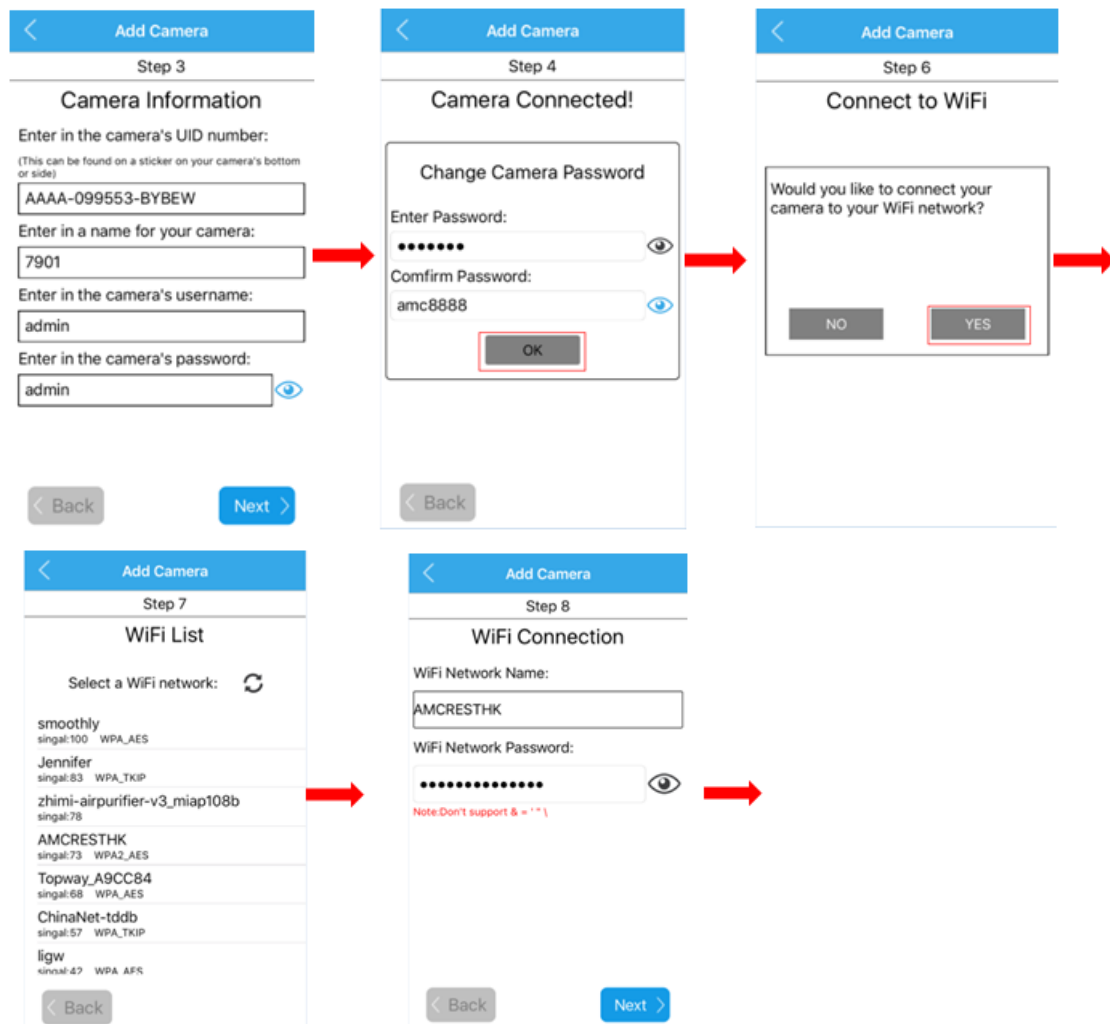 Add Camera
Step 3
Camera Information
Enter in the camera's UID number:
(This can be found on a sticker on your camera's bottom
or side)
AAAA-099553-BYBEW
Enter in a name for your camera:
7901
Enter in the camera's username:
admin
Enter in the camera's password:
admin
Back
Next
Add Camera
Step 4
Camera Connected!
Change Camera Password
Enter Password:
•••••••
Comfirm Password:
amc8888
OK
Back
Add Camera
Step 6
Connect to WiFi
Would you like to connect your
camera to your WiFi network?
NO YES
Add Camera
Step 7
WiFi List
Select a WiFi network:
smoothly
singal:100 WPA_AES
Jennifer
singal:83 WPA_TKIP
zhimi-airpurifier-v3_miap108b
singal:78
AMCRESTHK
singal:73 WPA2_AES
Topway_A9CC84
singal:68 WPA_AES
ChinaNet-tddb
singal:57 WPA_TKIP
ligw
singal:42 WPA_AES
Back
Add Camera
Step 8
WiFi Connection
WiFi Network Name:
AMCRESTHK
WiFi Network Password:
••••••••••••••
Note:Don't support & = ' " \
Back
Next